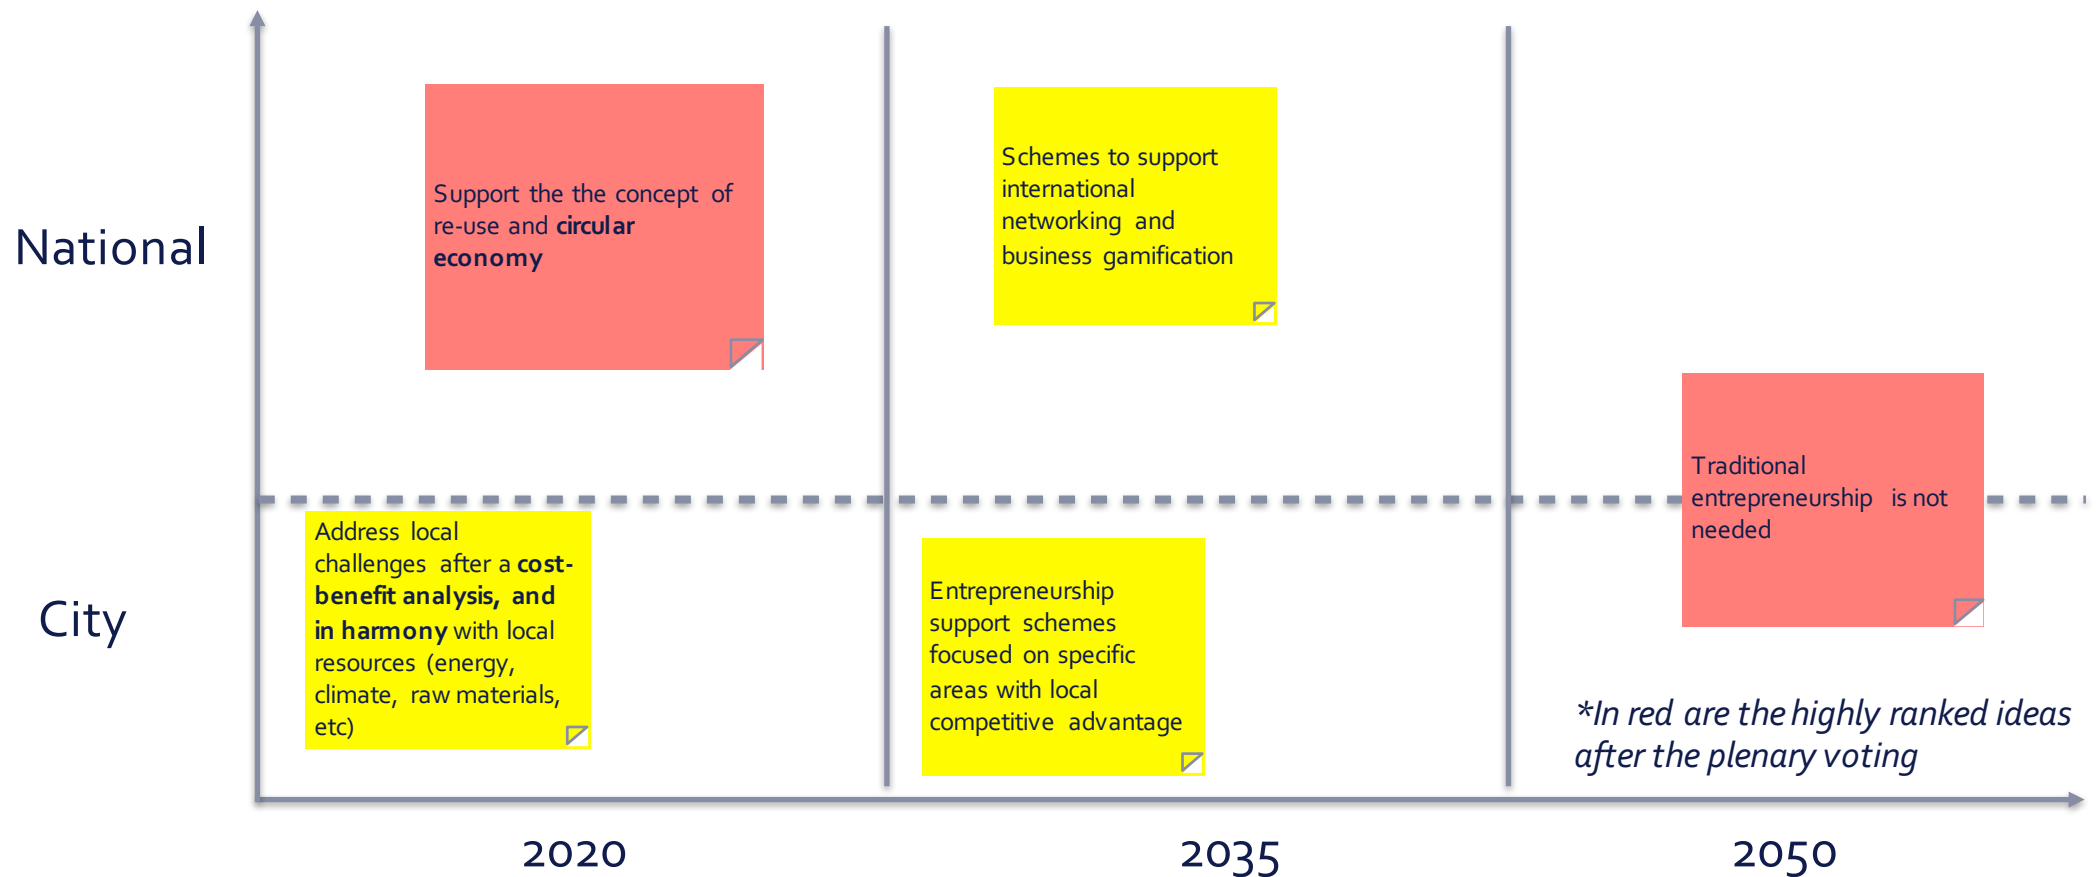 National
Support the the concept of
re-use and circular
economy
Schemes to support
international
networking and
business gamification
Traditional
entrepreneurship is not
needed
City
Address local
challenges after a cost-
benefit analysis, and
in harmony with local
resources (energy,
climate, raw materials,
etc)
Entrepreneurship
support schemes
focused on specific
areas with local
competitive advantage
*In red are the highly ranked ideas
after the plenary voting
2020
2035
2050